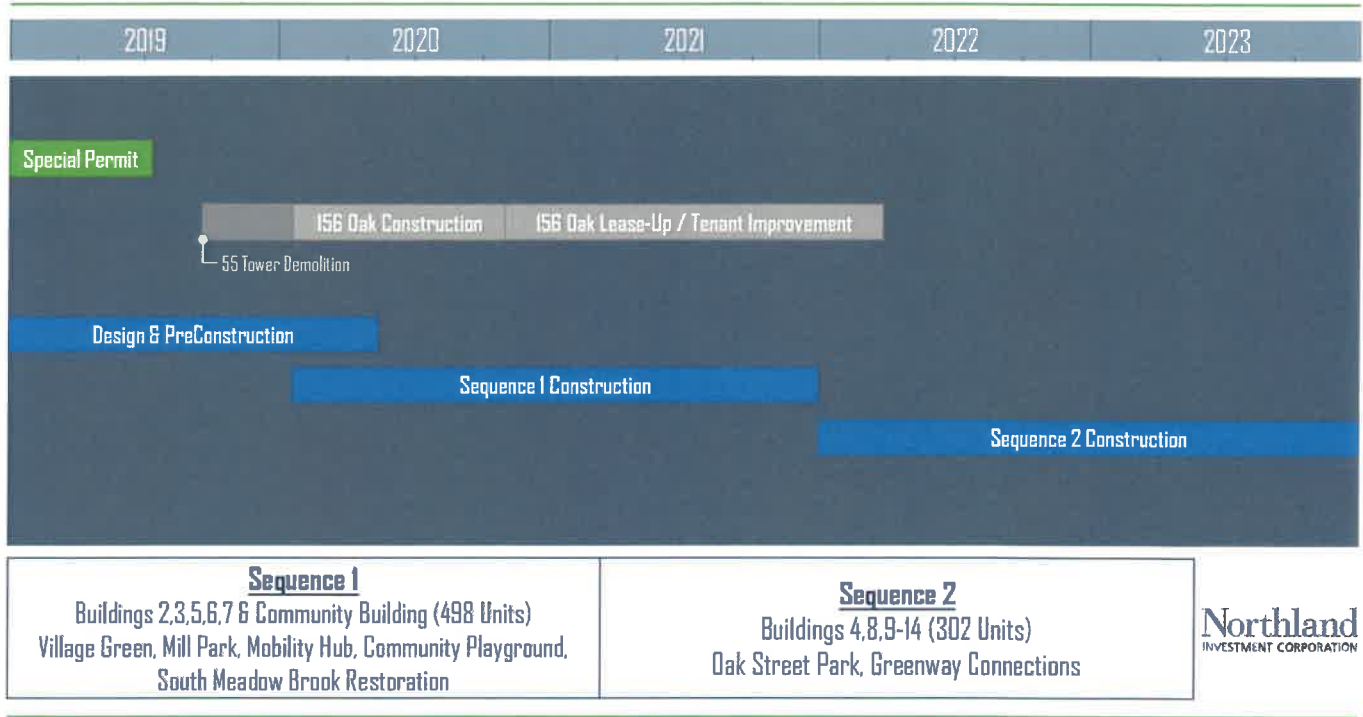 2019 2020 2021 2022 2023
Special Permit
156 Oak Construction 156 Oak Lease-Up / Tenant Improvement
55 Tower Demolition
Design & PreConstruction
Sequence 1 Construction
Sequence 2 Construction
Sequence 1
Buildings 2,3,5,6,7 & Community Building (498 Units)
Village Green, Mill Park, Mobility Hub, Community Playground,
South Meadow Brook Restoration
Sequence 2
Buildings 4,8,9-14 (302 Units)
Oak Street Park, Greenway Connections
Northland
INVESTMENT CORPORATION